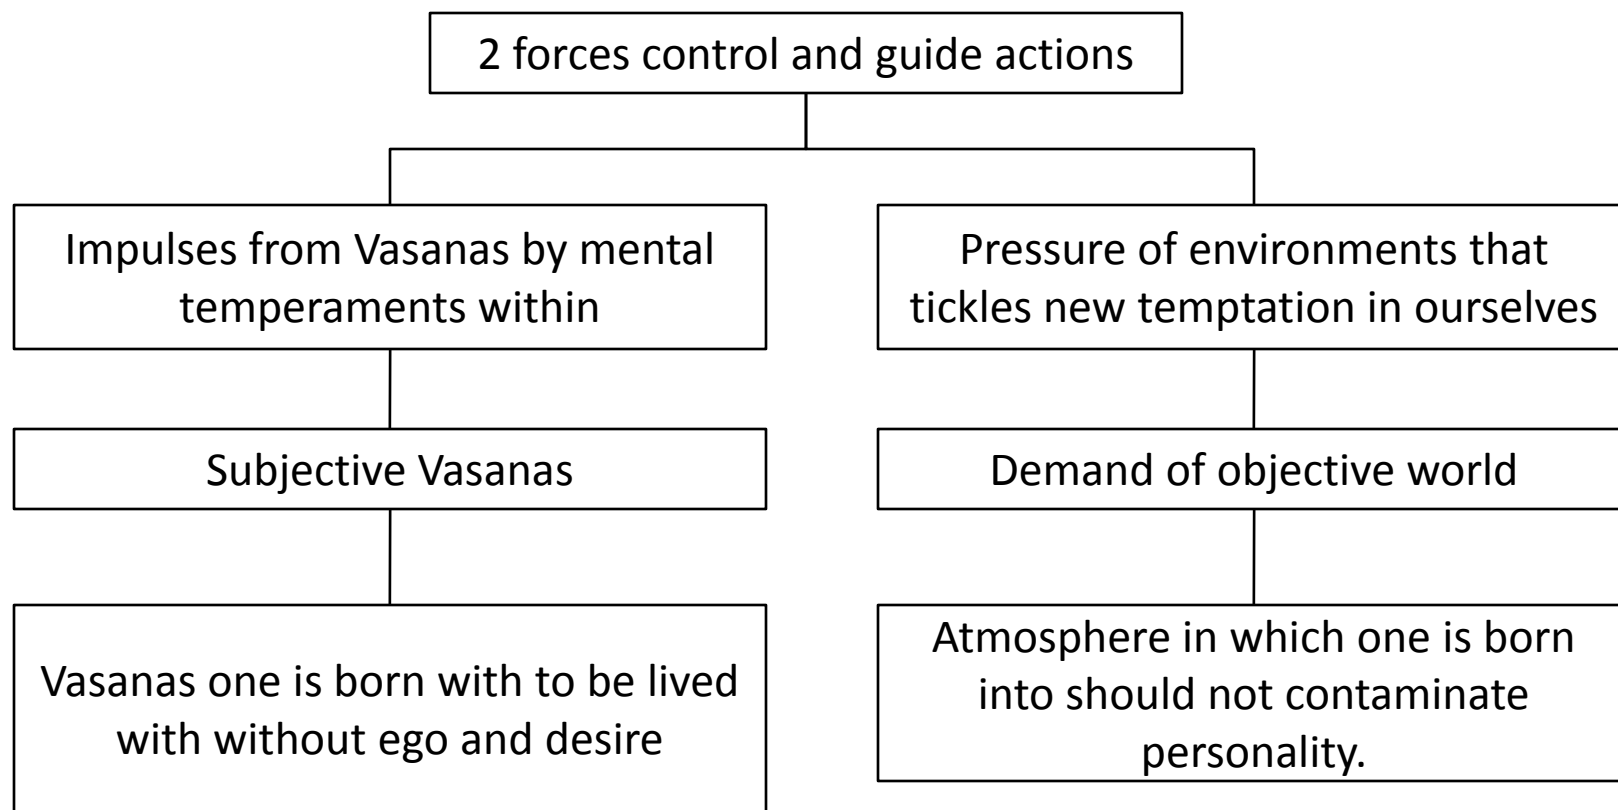 2 forces control and guide actions
Impulses from Vasanas by mental
temperaments within
Pressure of environments that
tickles new temptation in ourselves
Subjective Vasanas
Demand of objective world
Vasanas one is born with to be lived
with without ego and desire
Atmosphere in which one is born
into should not contaminate
personality.